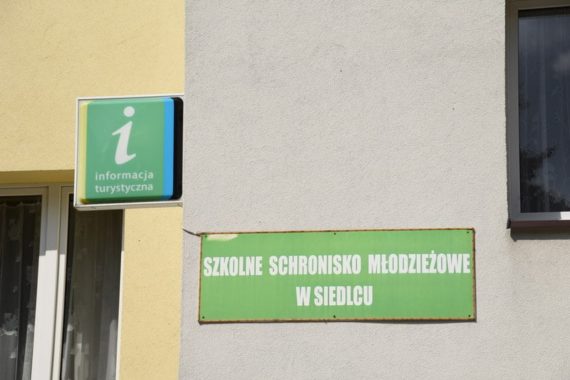 i
informacja
turystyczna
SZKOLNE SCHRONISKO MŁODZIEŻOWE
W SIEDLCU